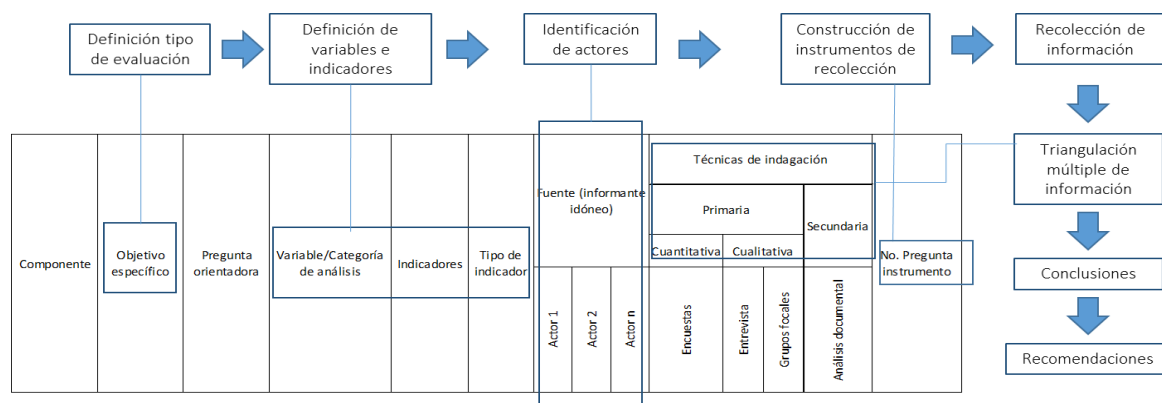 Definición tipo
de evaluación
Definición de
variables e
indicadores
Identificación
de actores
Construcción de
instrumentos de
recolección
Recolección de
información
Triangulación
múltiple de
información
Conclusiones
Recomendaciones
Componente
Objetivo
específico
Pregunta
orientadora
Variable/Categoría
de análisis
Indicadores
Tipo de
indicador
Fuente (informante
idóneo)
Actor 1
Actor 2
Actor n
Técnicas de indagación
Primaria
Secundaria
Cuantitativa
Cualitativa
Encuestas
Entrevista
Grupos focales
Análisis documental
No. Pregunta
instrumento